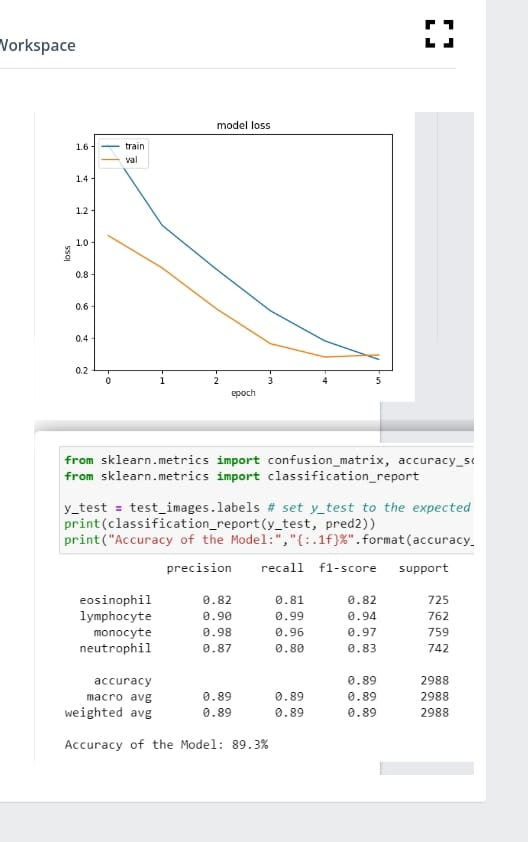 Workspace
model loss
train
val
1.6
1.4
1.2
1.0
0.8
0.6
0.4
0.2
loss
0 1 2 3 4 5
epoch
from sklearn.metrics import confusion_matrix, accuracy_sc
from sklearn.metrics import classification_report
y_test = test_images.labels # set y_test to the expected
print(classification_report(y_test, pred2))
print("Accuracy of the Model:","{:.1f}%".format(accuracy_
precision recall f1-score support
eosinophil 0.82 0.81 0.82 725
lymphocyte 0.90 0.99 0.94 762
monocyte 0.98 0.96 0.97 759
neutrophil 0.87 0.80 0.83 742
accuracy 0.89 2988
macro avg 0.89 0.89 0.89 2988
weighted avg 0.89 0.89 0.89 2988
Accuracy of the Model: 89.3%